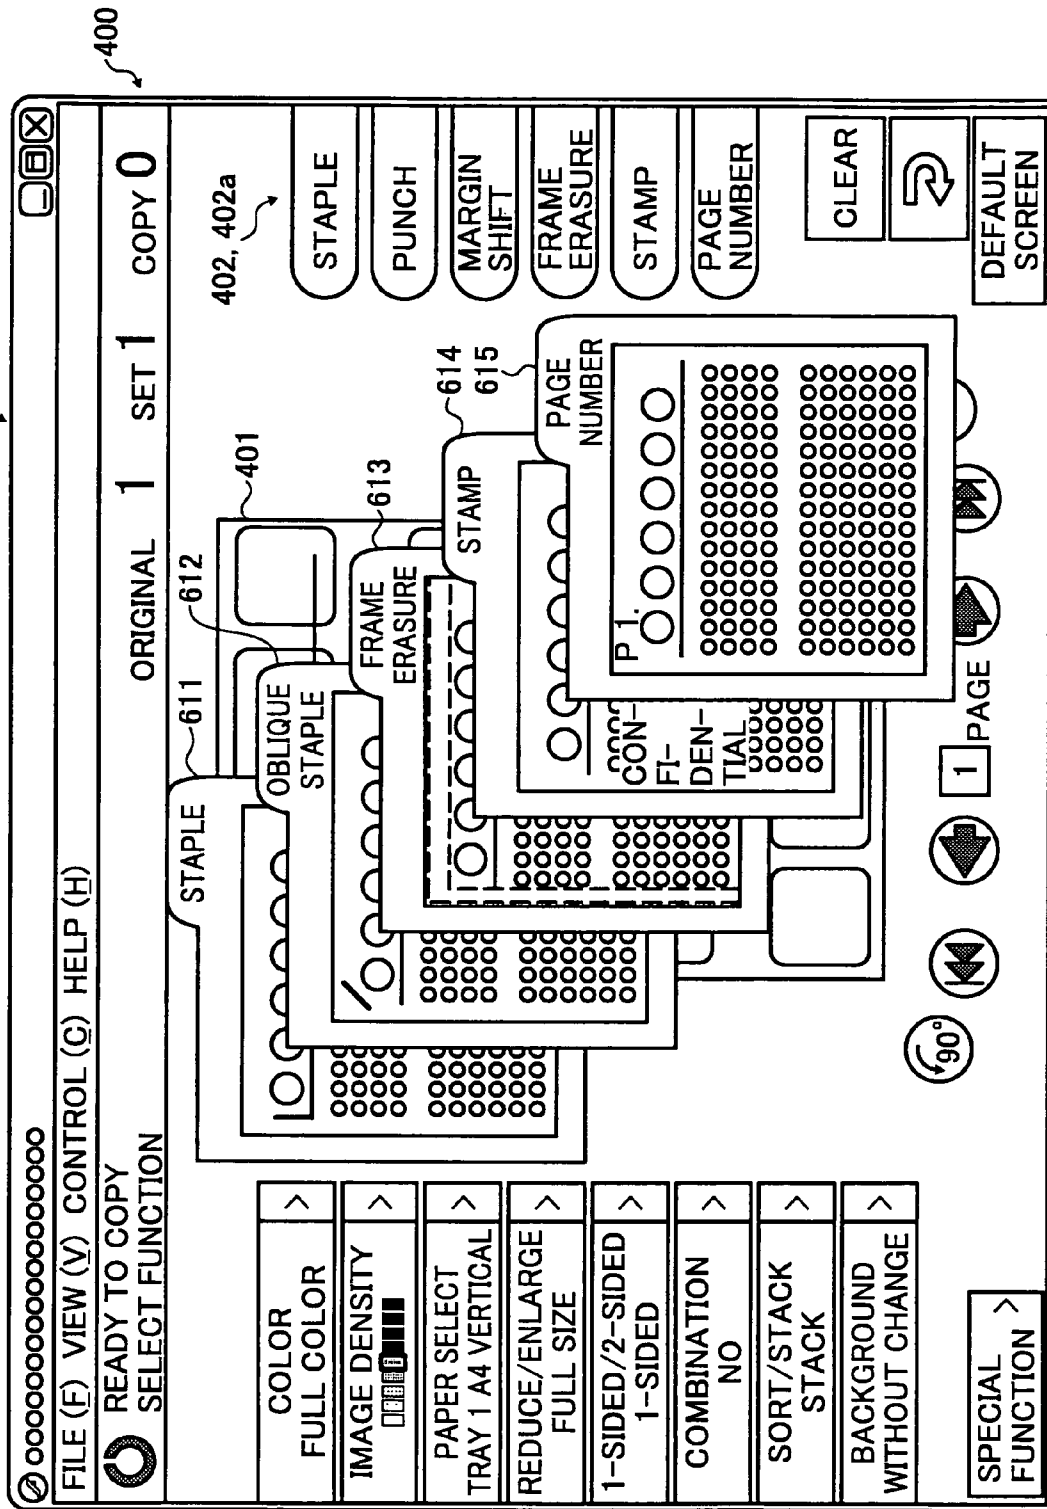 400
FILE (F) VIEW (V) CONTROL (C) HELP (H)
READY TO COPY
SELECT FUNCTION
ORIGINAL 1 SET 1 COPY 0
COLOR >
FULL COLOR
IMAGE DENSITY >
PAPER SELECT >
TRAY 1 A4 VERTICAL
REDUCE/ENLARGE >
FULL SIZE
1-SIDED/2-SIDED >
1-SIDED
COMBINATION >
NO
SORT/STACK >
STACK
BACKGROUND >
WITHOUT CHANGE
SPECIAL >
FUNCTION
STAPLE
611
OBLIQUE
STAPLE
612
401
FRAME
ERASURE
613
STAMP
614
CON-
FI-
DEN-
TIAL
PAGE
NUMBER
615
P 1.
90°
1 PAGE
402, 402a
STAPLE
PUNCH
MARGIN
SHIFT
FRAME
ERASURE
STAMP
PAGE
NUMBER
CLEAR
DEFAULT
SCREEN